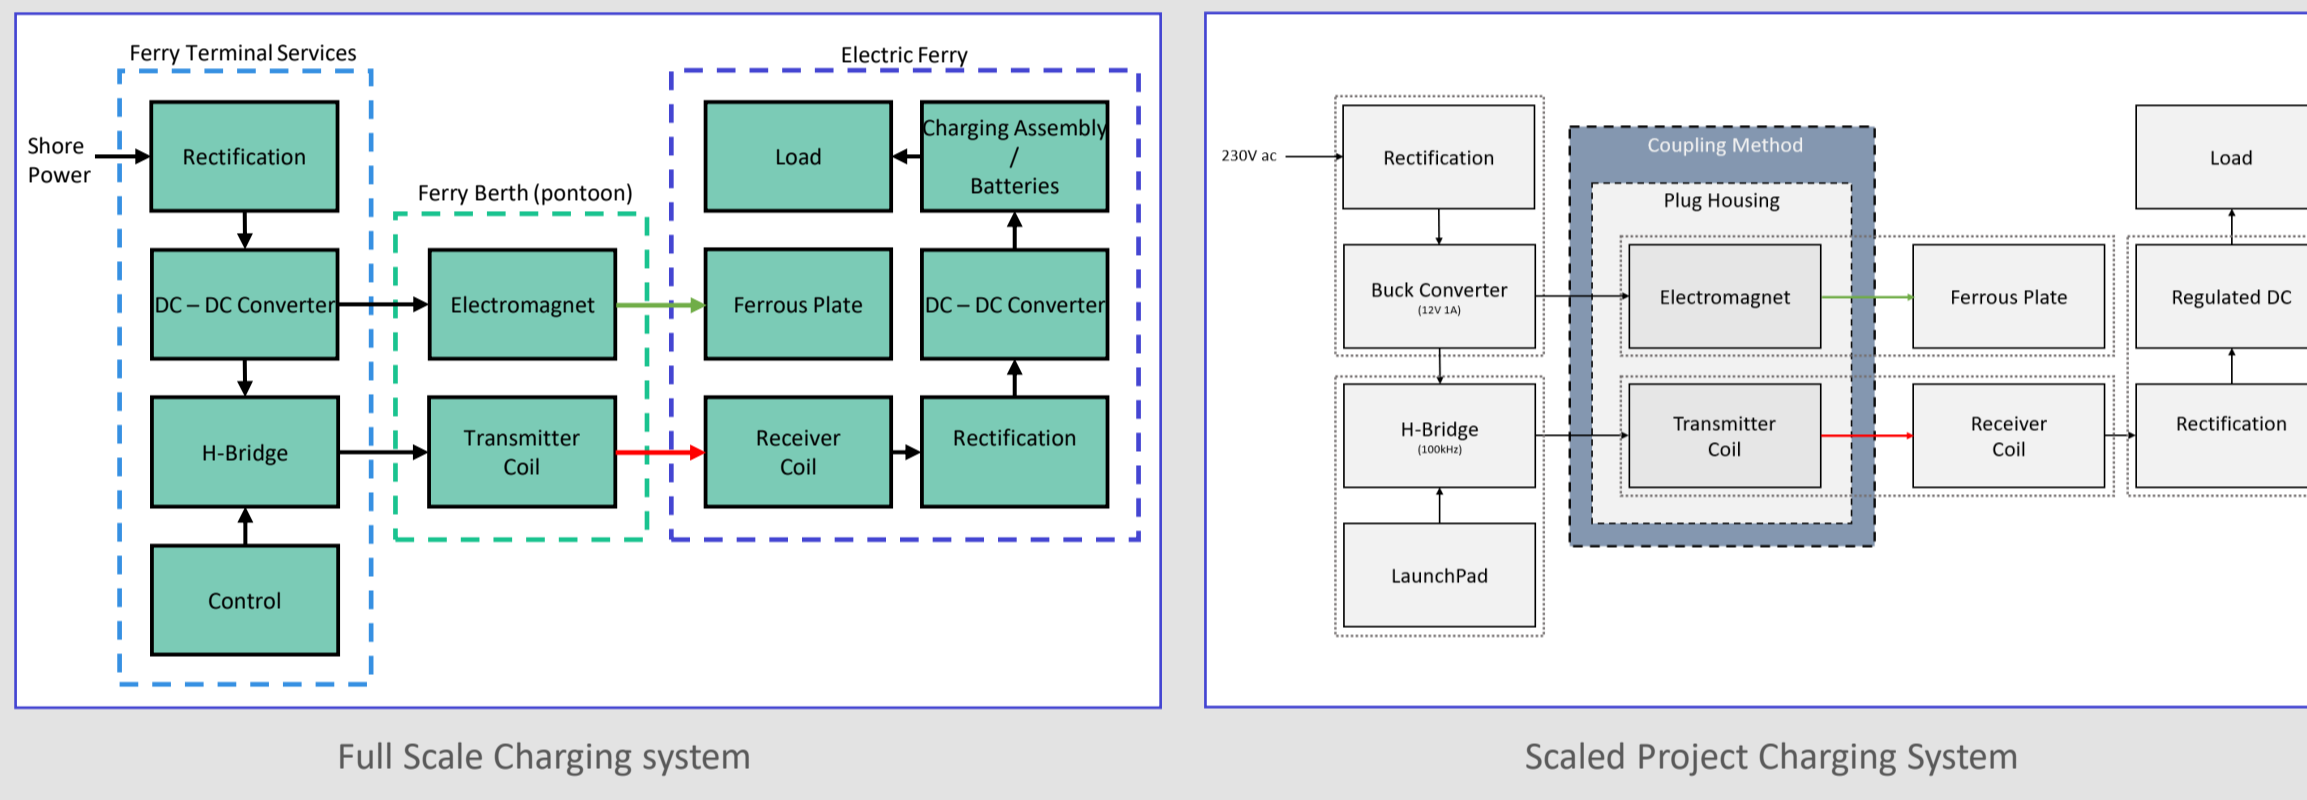 Ferry Terminal Services
Shore
Power
Rectification
DC – DC Converter
H-Bridge
Control
Ferry Berth (pontoon)
Electromagnet
Transmitter
Coil
Electric Ferry
Load
Charging Assembly
/
Batteries
Ferrous Plate
DC – DC Converter
Receiver
Coil
Rectification
Full Scale Charging system
230V ac
Rectification
Buck Converter
(12V 1A)
H-Bridge
(100kHz)
LaunchPad
Coupling Method
Plug Housing
Electromagnet
Transmitter
Coil
Ferrous Plate
Receiver
Coil
Load
Regulated DC
Rectification
Scaled Project Charging System